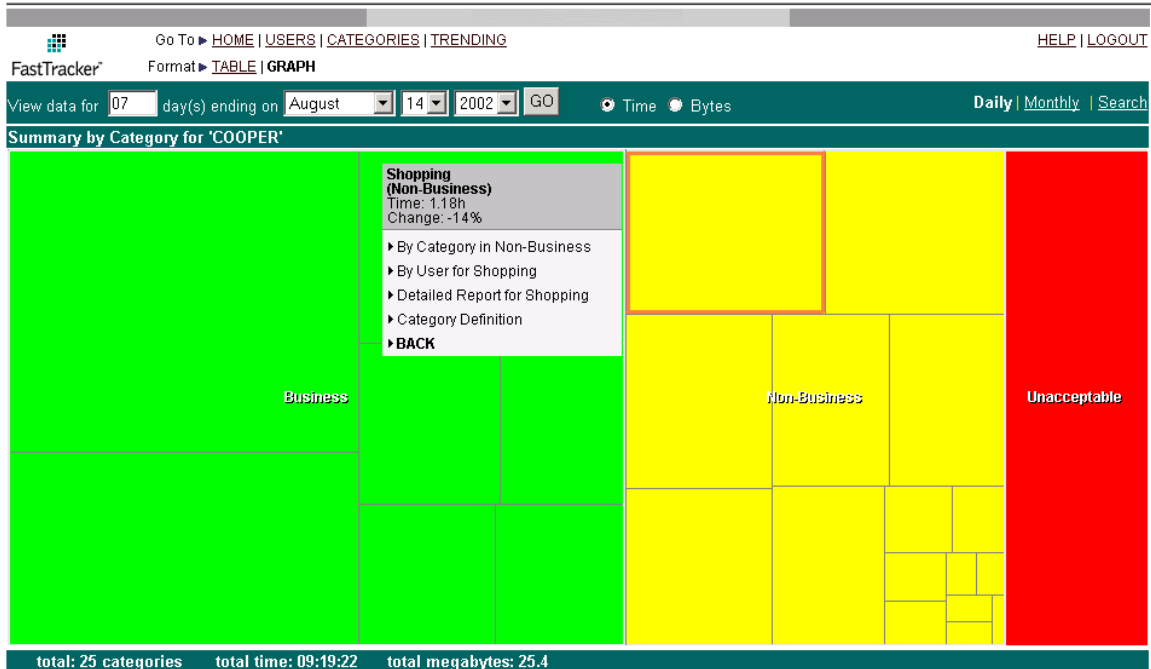 Go To ▶ HOME | USERS | CATEGORIES | TRENDING
HELP | LOGOUT
FastTracker™
Format ▶ TABLE | GRAPH
View data for 07 day(s) ending on August 14 2002 GO Time Bytes
Daily | Monthly | Search
Summary by Category for 'COOPER'
Shopping
(Non-Business)
Time: 1.18h
Change: -14%
By Category in Non-Business
By User for Shopping
Detailed Report for Shopping
Category Definition
BACK
Business
Non-Business
Unacceptable
total: 25 categories total time: 09:19:22 total megabytes: 25.4